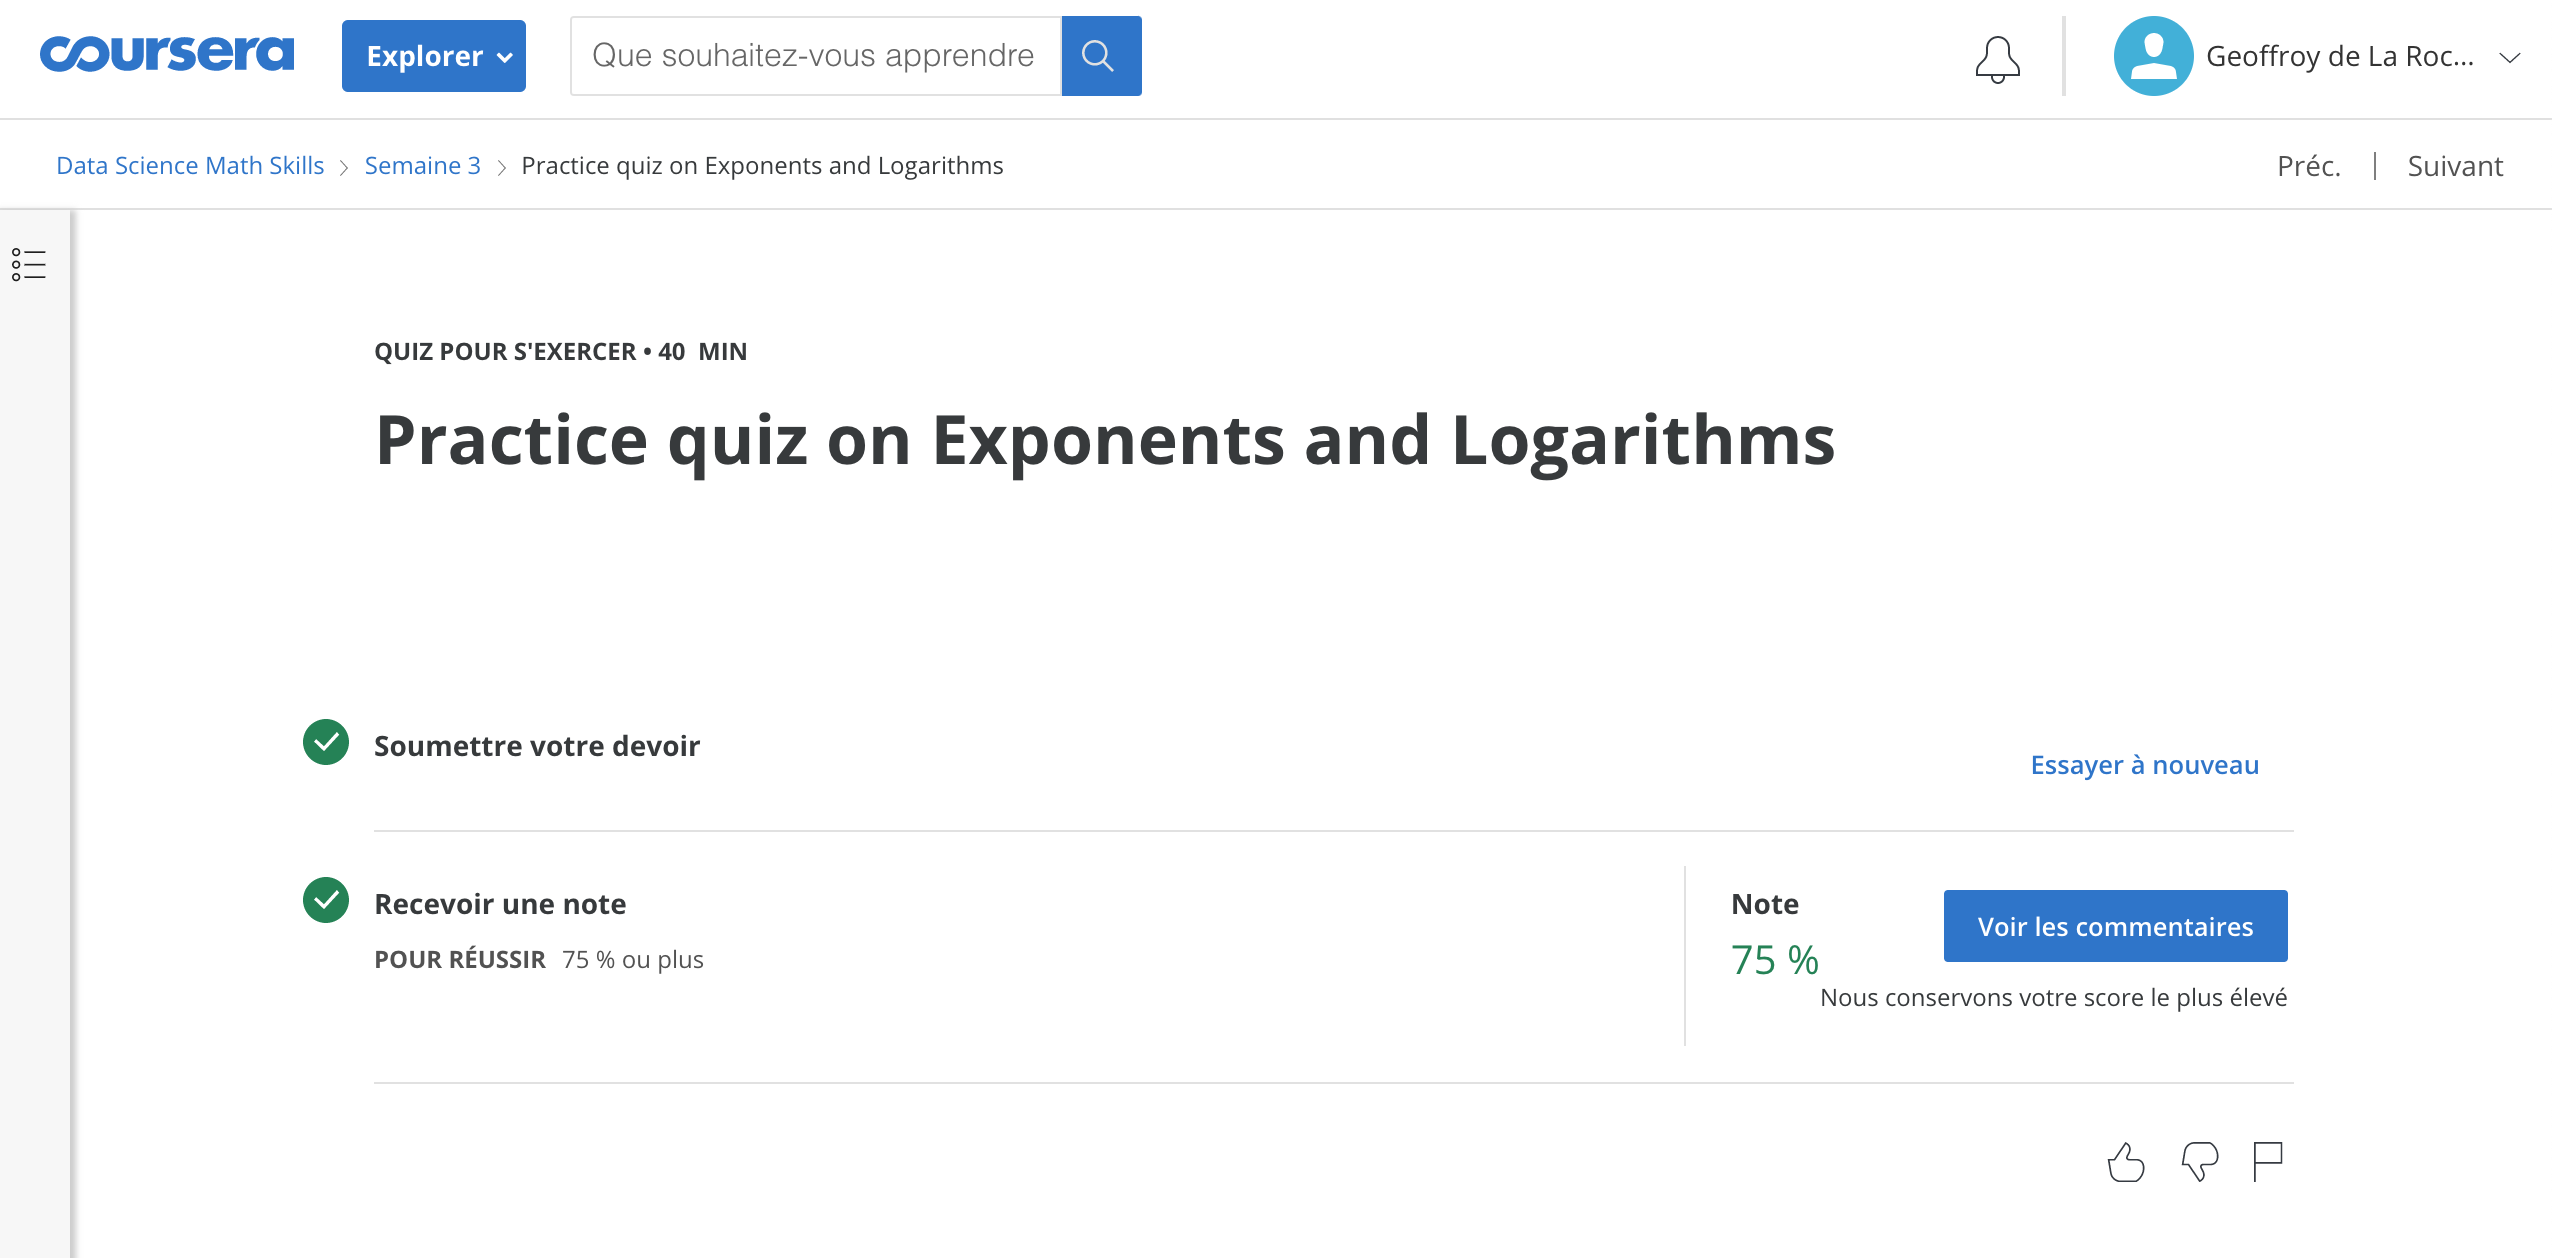 coursera
Explorer
Que souhaitez-vous apprendre
Geoffroy de La Roc...
Data Science Math Skills
Semaine 3
Practice quiz on Exponents and Logarithms
Préc.
Suivant
QUIZ POUR S'EXERCER • 40 MIN
Practice quiz on Exponents and Logarithms
Soumettre votre devoir
Essayer à nouveau
Recevoir une note
POUR RÉUSSIR 75 % ou plus
Note
75 %
Voir les commentaires
Nous conservons votre score le plus élevé